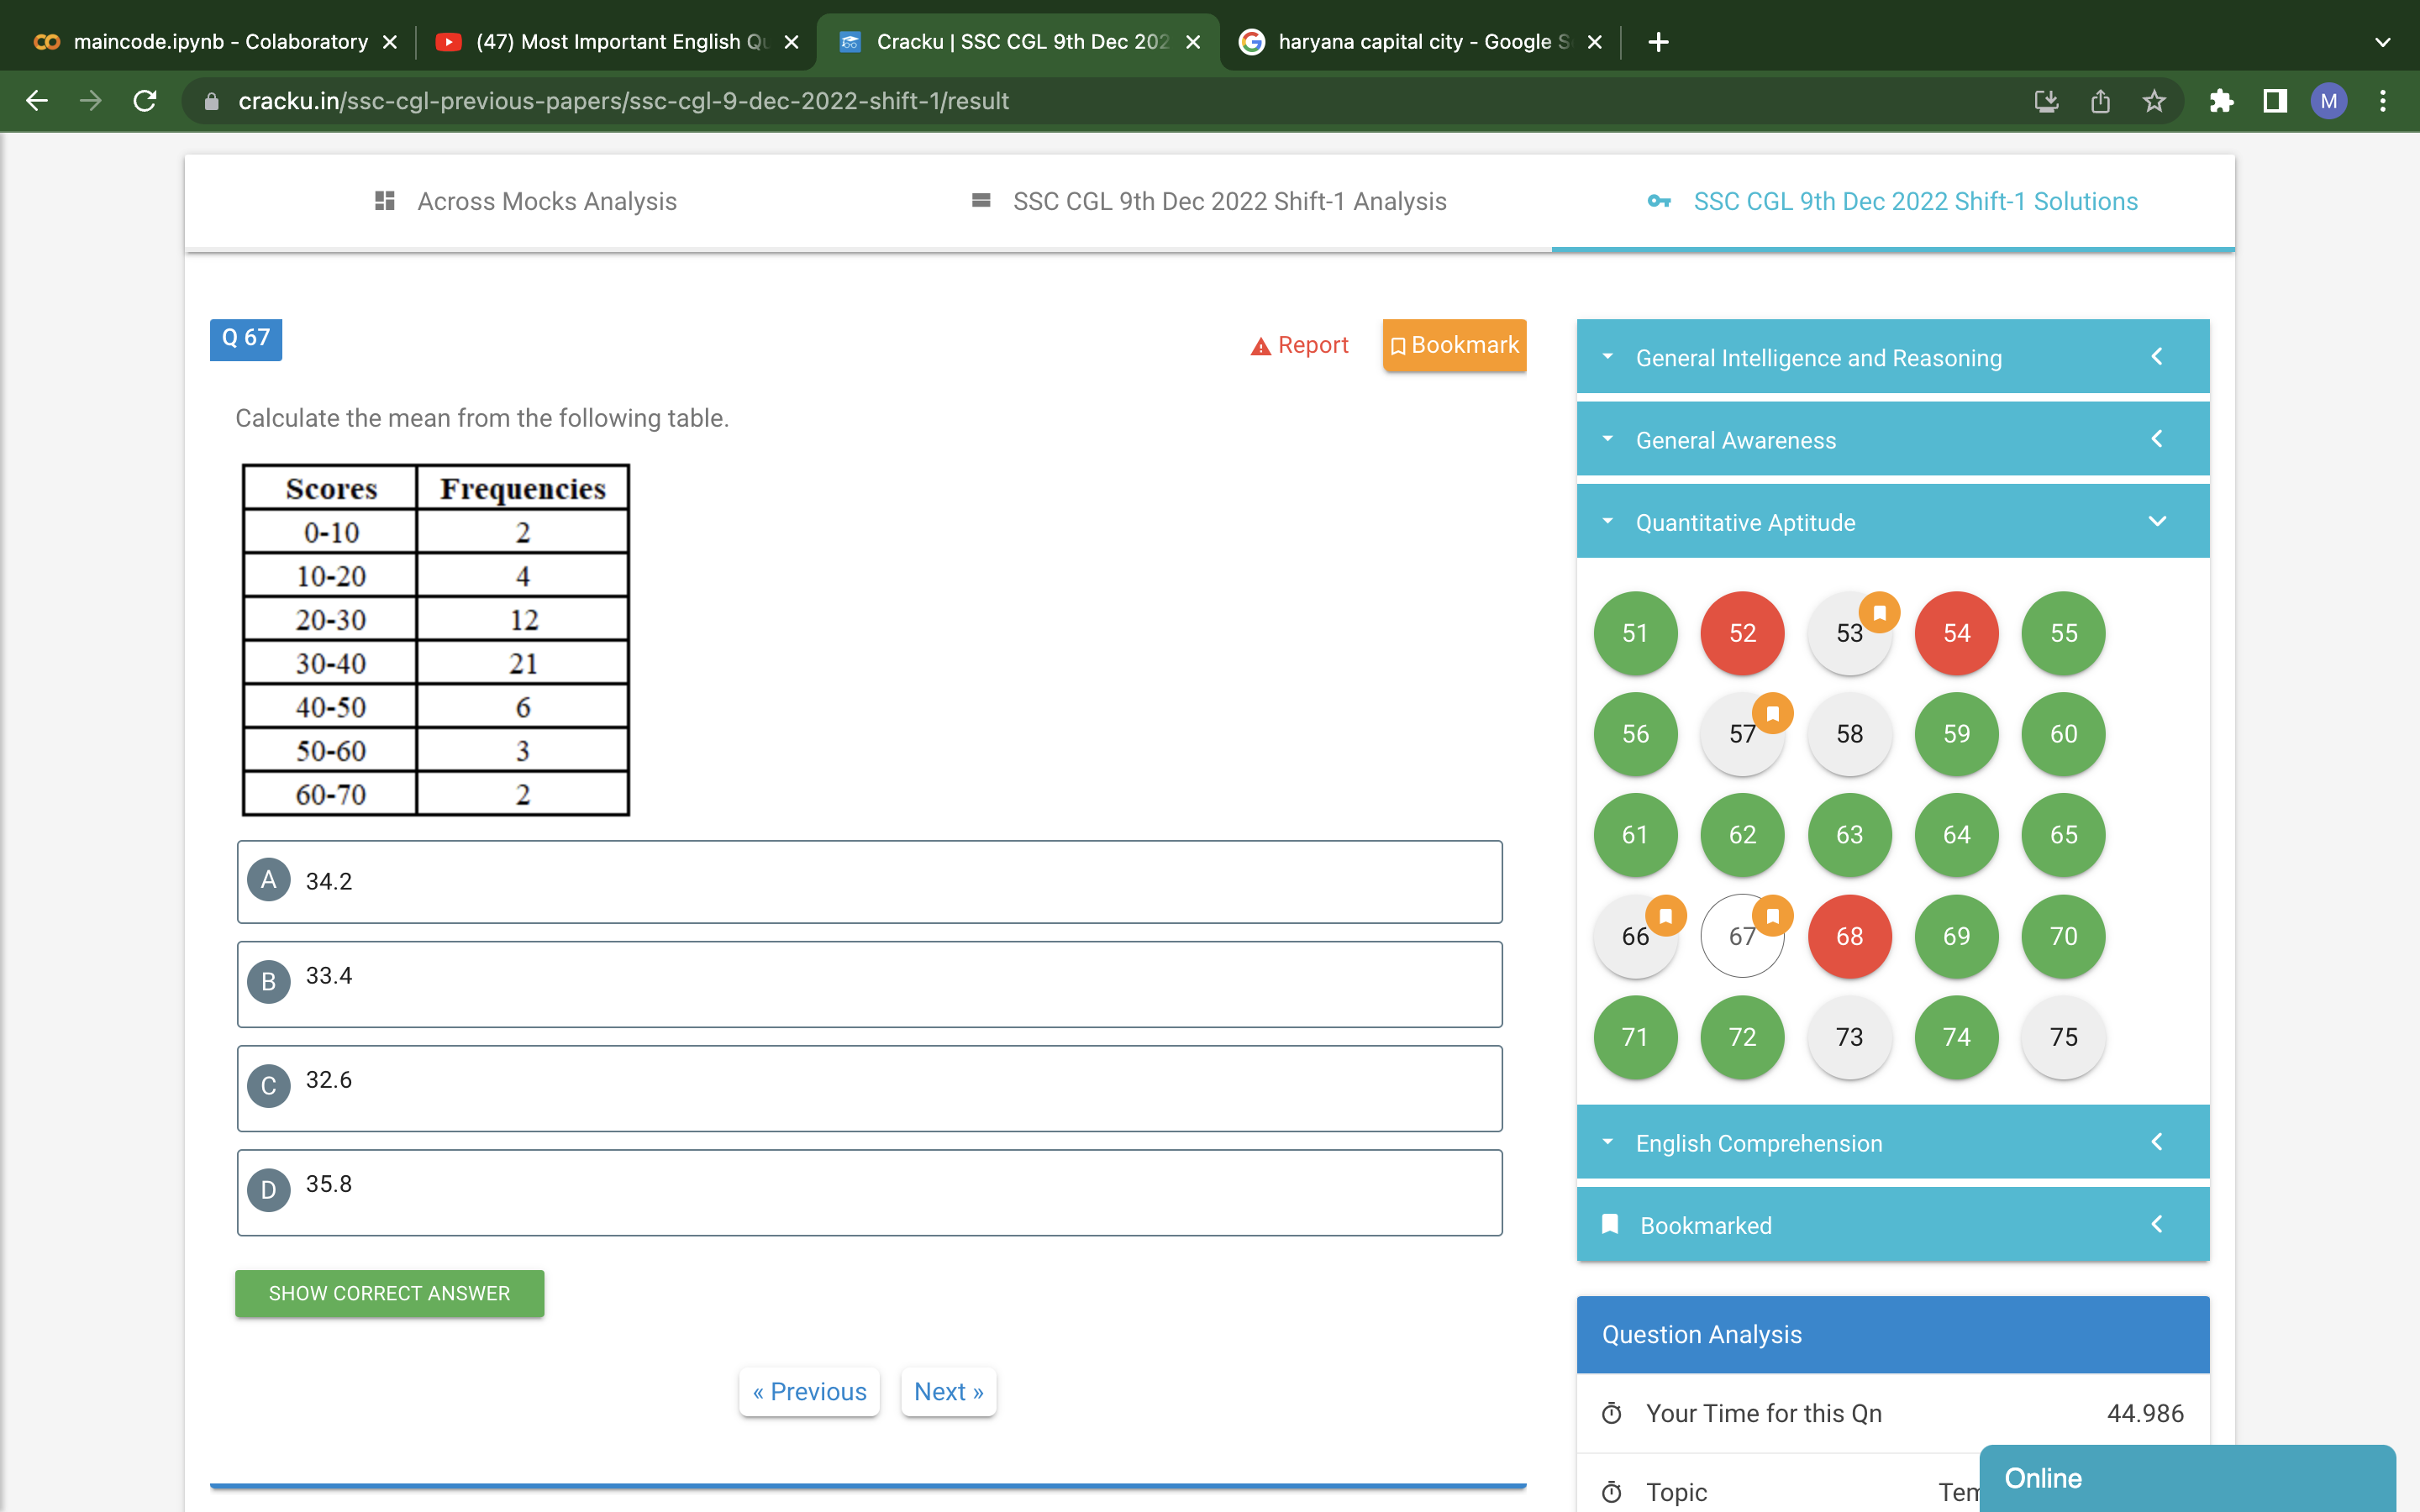 maincode.ipynb - Colaboratory
(47) Most Important English Qu
Cracku | SSC CGL 9th Dec 202
haryana capital city - Google S
cracku.in/ssc-cgl-previous-papers/ssc-cgl-9-dec-2022-shift-1/result
M
Across Mocks Analysis
SSC CGL 9th Dec 2022 Shift-1 Analysis
SSC CGL 9th Dec 2022 Shift-1 Solutions
Q 67
Report
Bookmark
Calculate the mean from the following table.
Scores Frequencies
0-10 2
10-20 4
20-30 12
30-40 21
40-50 6
50-60 3
60-70 2
A 34.2
B 33.4
C 32.6
D 35.8
SHOW CORRECT ANSWER
« Previous
Next »
General Intelligence and Reasoning
General Awareness
Quantitative Aptitude
51 52 53 54 55
56 57 58 59 60
61 62 63 64 65
66 67 68 69 70
71 72 73 74 75
English Comprehension
Bookmarked
Question Analysis
Your Time for this Qn 44.986
Topic Tem
Online